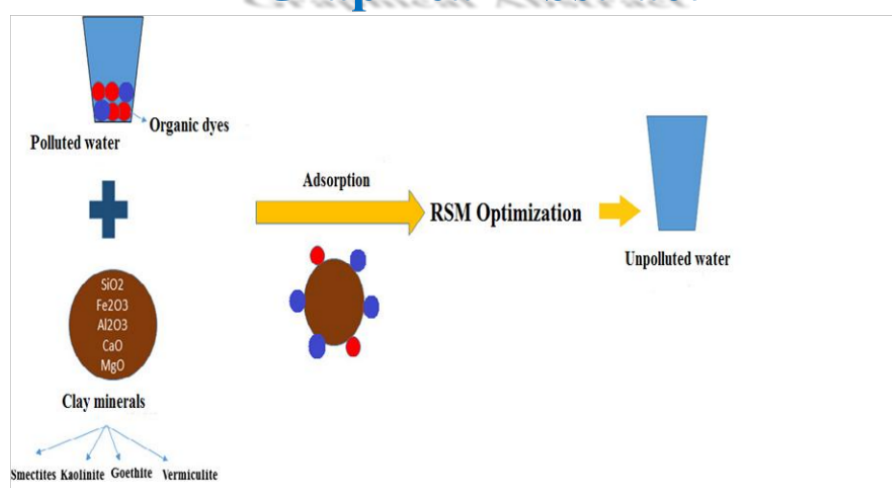 Organic dyes
Polluted water
Adsorption
RSM Optimization
Unpolluted water
SiO2
Fe2O3
Al2O3
CaO
MgO
Clay minerals
Smectites Kaolinite Goethite Vermiculite